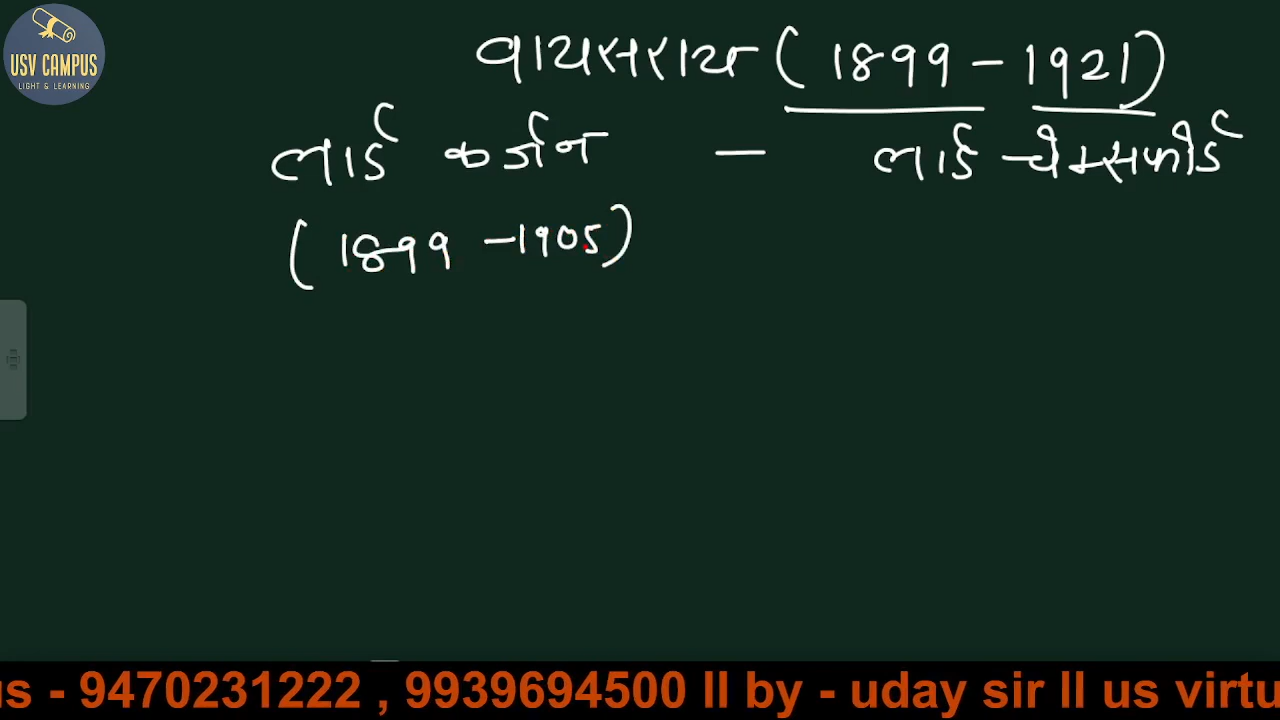 USV CAMPUS
LIGHT & LEARNING
वायसराय (1899 - 1921)
लार्ड कर्जन - लार्ड चेम्सफोर्ड
(1899 - 1905)
us - 9470231222 , 9939694500 ll by - uday sir ll us virtu